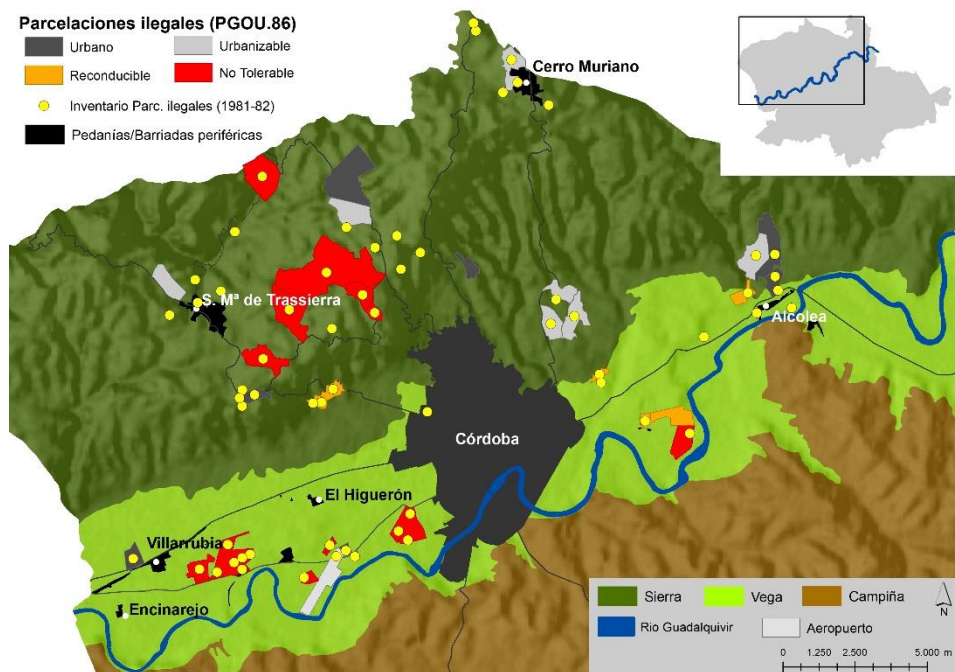 Parcelaciones ilegales (PGOU.86)
Urbano
Urbanizable
Reconducible
No Tolerable
Inventario Parc. ilegales (1981-82)
Pedanías/Barriadas periféricas
Cerro Muriano
S. Mª de Trassierra
Alcolea
Córdoba
El Higuerón
Villarrubia
Encinarejo
Sierra
Vega
Campiña
Rio Guadalquivir
Aeropuerto
N
0 1.250 2.500 5.000 m